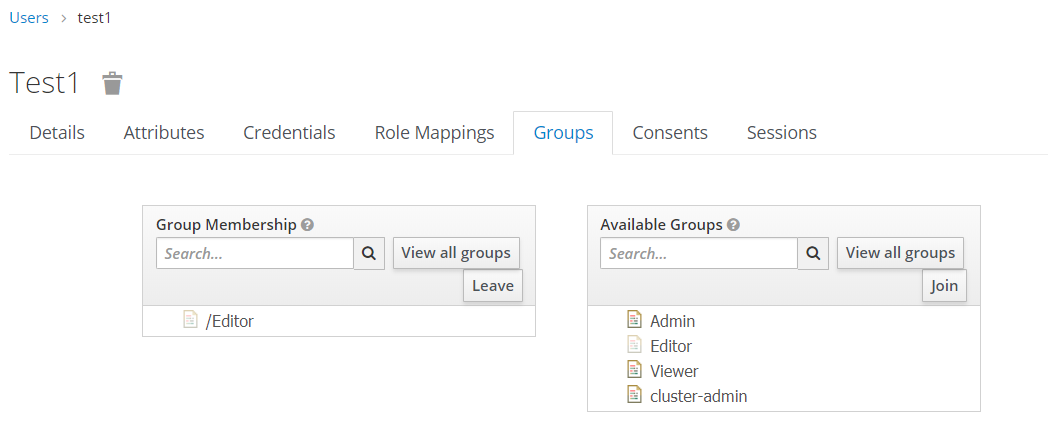 Users > test1
Test1
Details Attributes Credentials Role Mappings Groups Consents Sessions
Group Membership ?
Search...
View all groups
Leave
/Editor
Available Groups ?
Search...
View all groups
Join
Admin
Editor
Viewer
cluster-admin